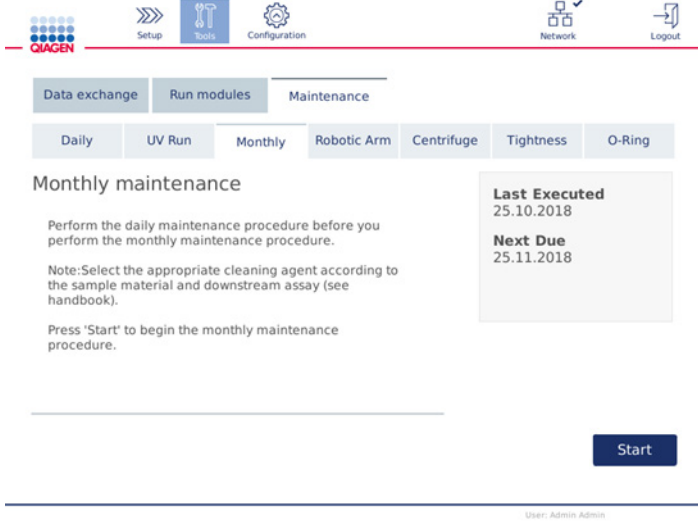 QIAGEN
Setup
Tools
Configuration
Network
Logout
Data exchange
Run modules
Maintenance
Daily
UV Run
Monthly
Robotic Arm
Centrifuge
Tightness
O-Ring
Monthly maintenance
Perform the daily maintenance procedure before you
perform the monthly maintenance procedure.
Note:Select the appropriate cleaning agent according to
the sample material and downstream assay (see
handbook).
Press 'Start' to begin the monthly maintenance
procedure.
Last Executed
25.10.2018
Next Due
25.11.2018
Start
User: Admin Admin